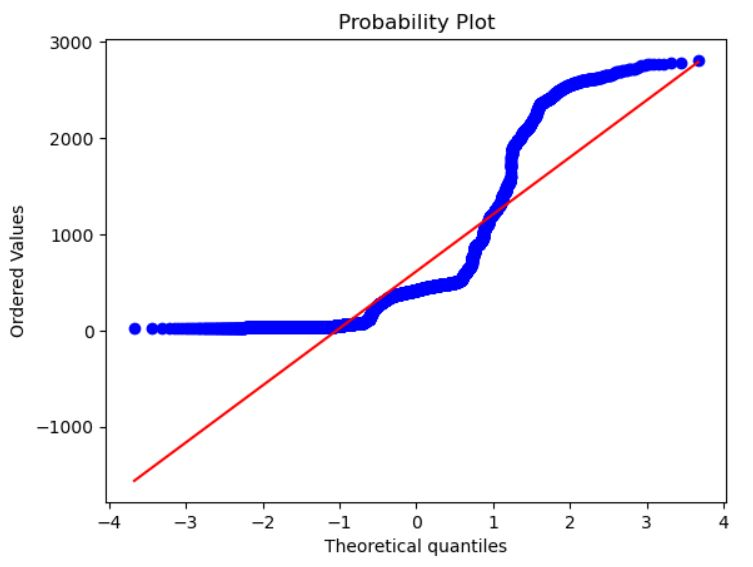 Probability Plot
3000
2000
1000
0
−1000
Ordered Values
−4 −3 −2 −1 0 1 2 3 4
Theoretical quantiles